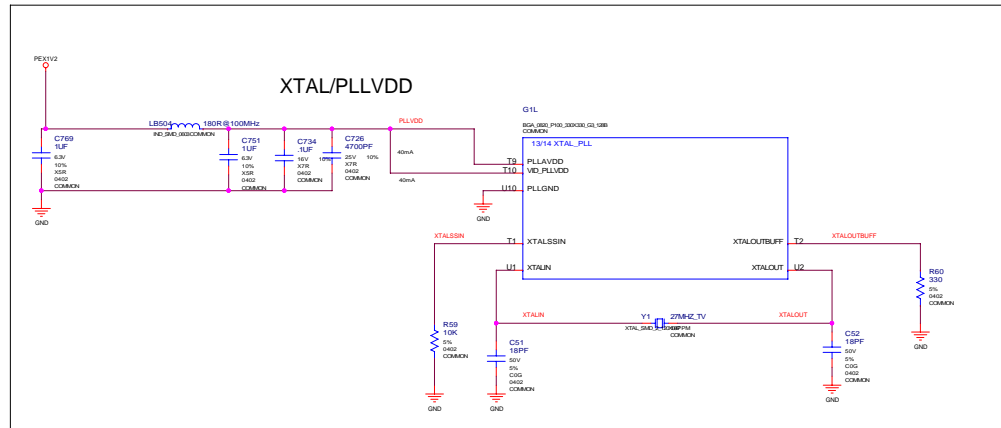 PEX1V2
XTAL/PLLVDD
LB504
180R@100MHz
IND_SMD_0603COMMON
C769
1UF
6.3V
10%
X5R
0402
COMMON
GND
C751
1UF
6.3V
10%
X5R
0402
COMMON
C734
.1UF
16V
10%
X7R
0402
COMMON
C726
4700PF
25V
10%
X7R
0402
COMMON
PLLVDD
40mA
40mA
G1L
COMMON
13/14 XTAL_PLL
T9
PLLAVDD
T10
VID_PLLVDD
U10
PLLGND
GND
XTALSSIN
T1
XTALSSIN
XTALOUTBUFF
T2
XTALOUTBUFF
U1
XTALIN
XTALOUT
U2
R60
330
5%
0402
COMMON
GND
XTALIN
Y1
27MHZ_TV
COMMON
XTALOUT
R59
10K
5%
0402
COMMON
GND
C51
18PF
50V
5%
C0G
0402
COMMON
GND
C52
18PF
50V
5%
C0G
0402
COMMON
GND